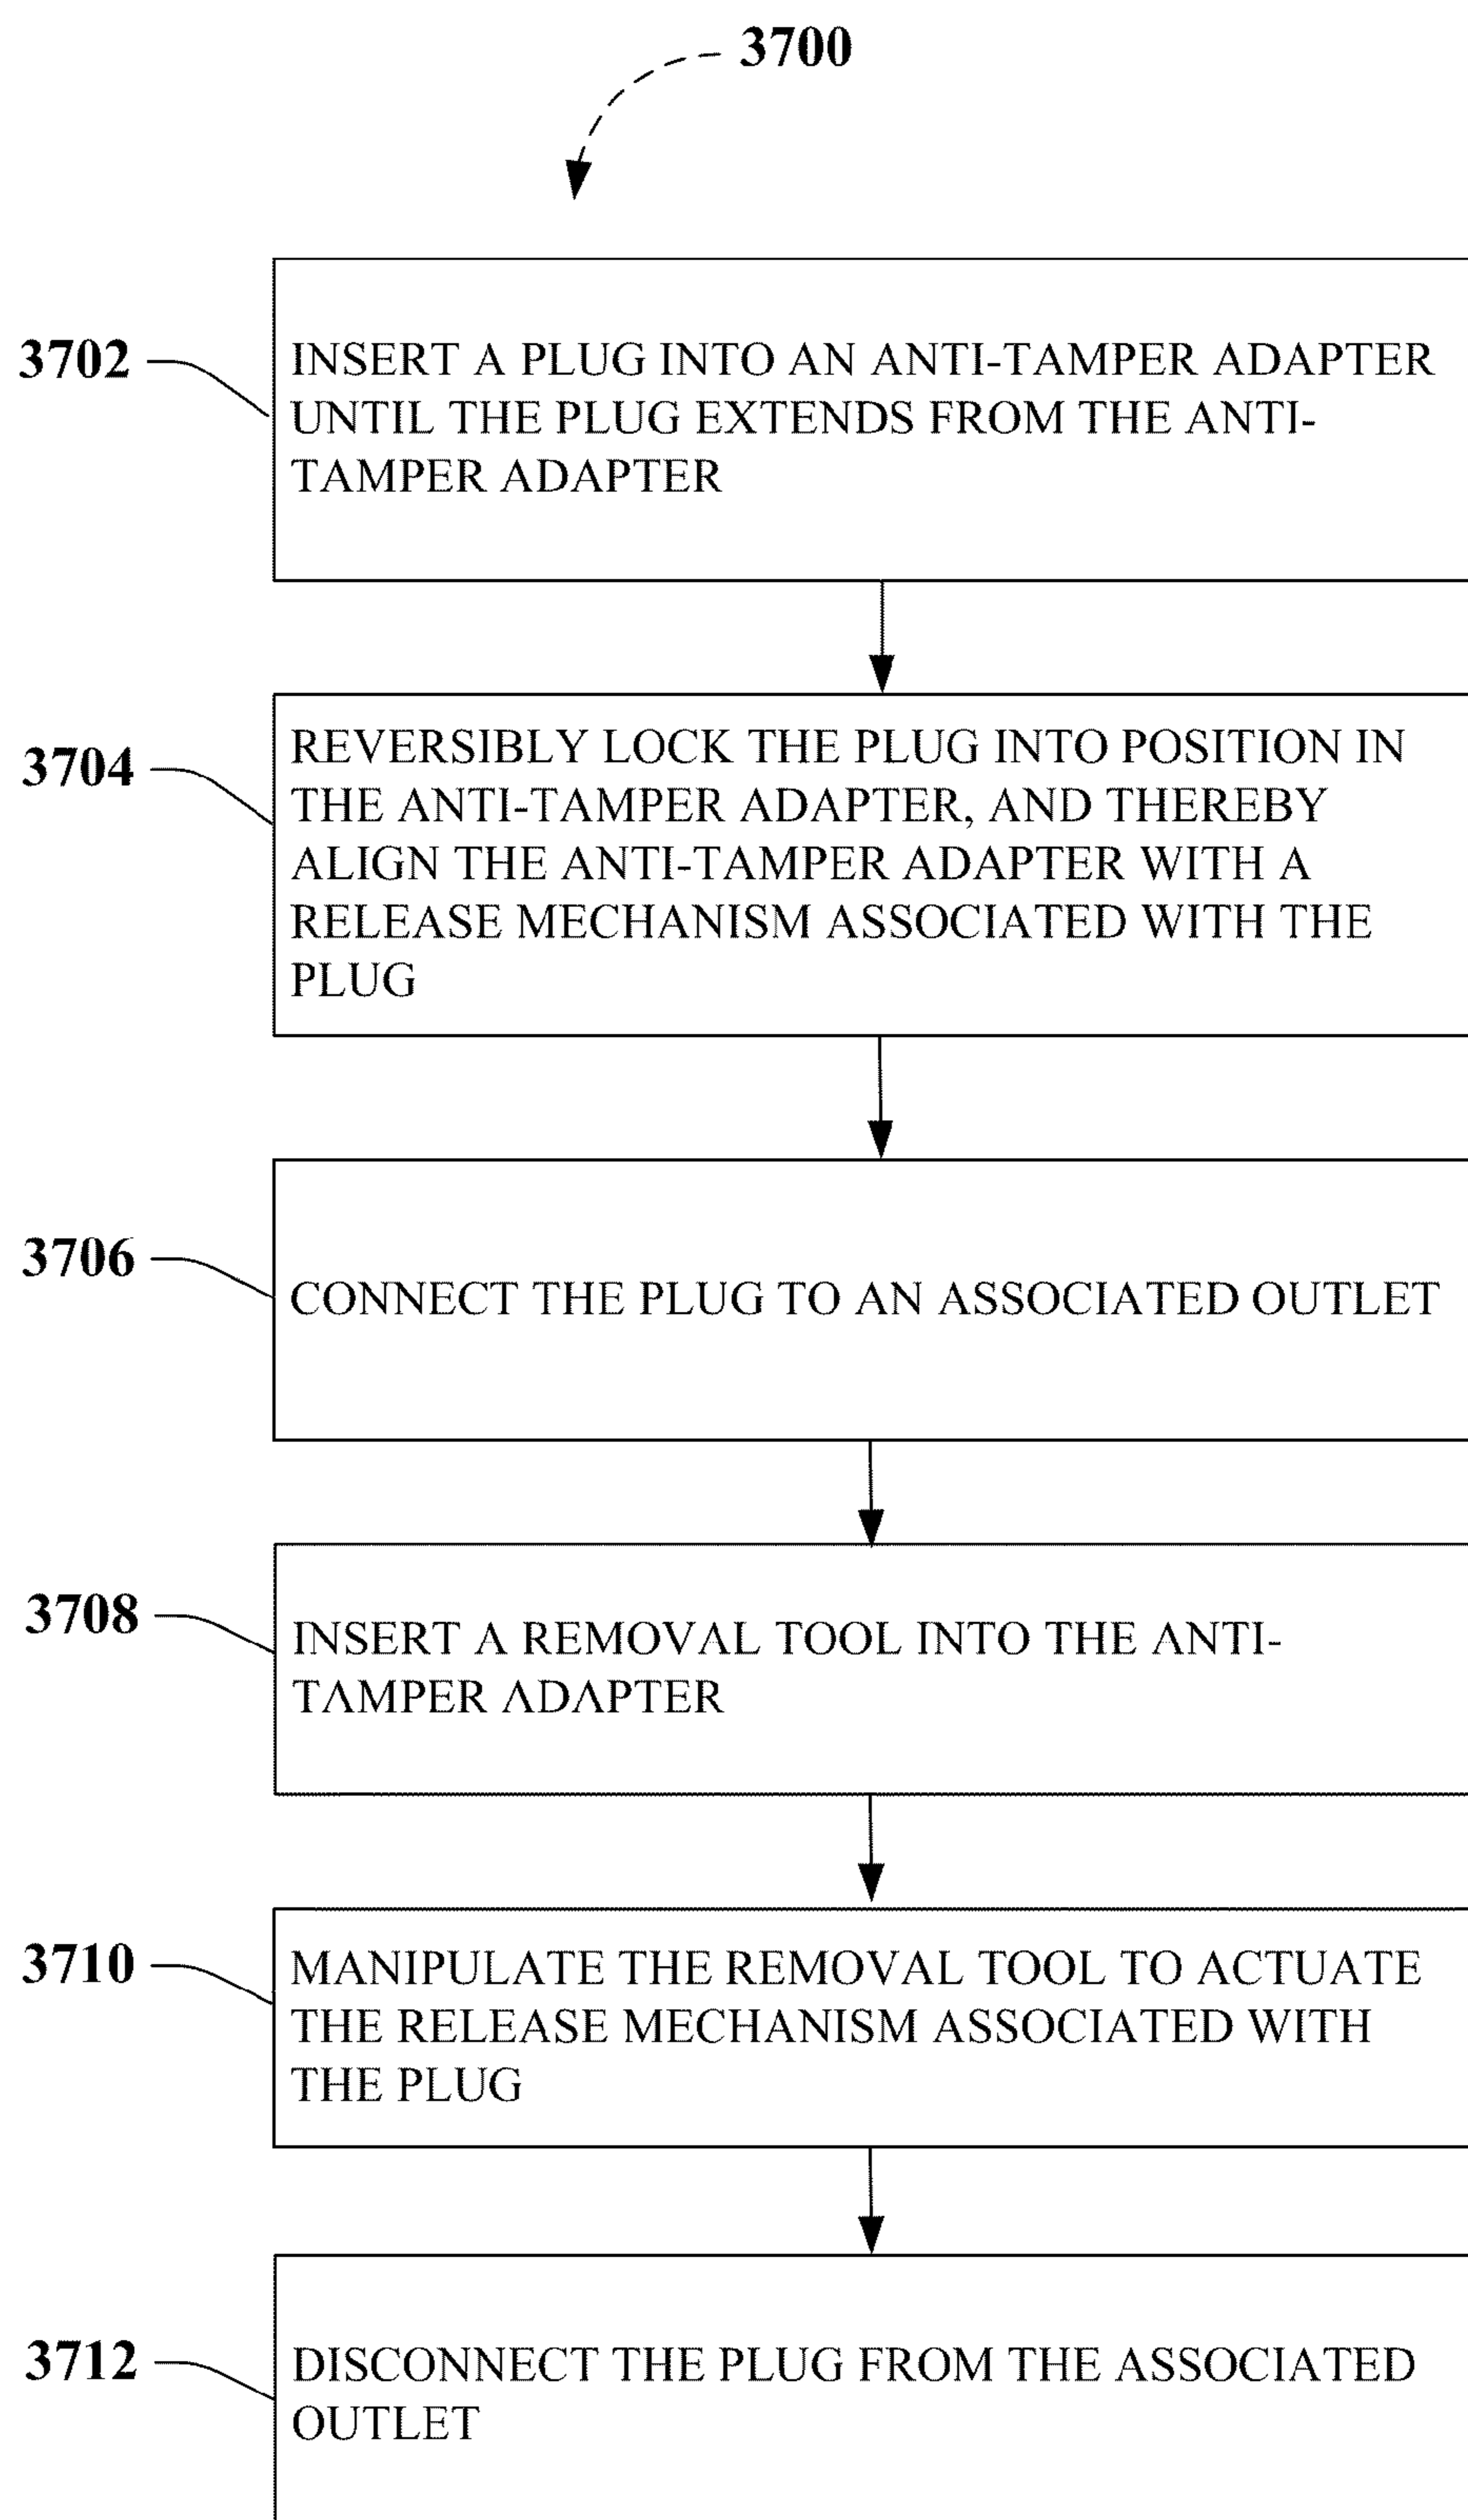 3700
3702
INSERT A PLUG INTO AN ANTI-TAMPER ADAPTER
UNTIL THE PLUG EXTENDS FROM THE ANTI-
TAMPER ADAPTER
3704
REVERSIBLY LOCK THE PLUG INTO POSITION IN
THE ANTI-TAMPER ADAPTER, AND THEREBY
ALIGN THE ANTI-TAMPER ADAPTER WITH A
RELEASE MECHANISM ASSOCIATED WITH THE
PLUG
3706
CONNECT THE PLUG TO AN ASSOCIATED OUTLET
3708
INSERT A REMOVAL TOOL INTO THE ANTI-
TAMPER ADAPTER
3710
MANIPULATE THE REMOVAL TOOL TO ACTUATE
THE RELEASE MECHANISM ASSOCIATED WITH
THE PLUG
3712
DISCONNECT THE PLUG FROM THE ASSOCIATED
OUTLET